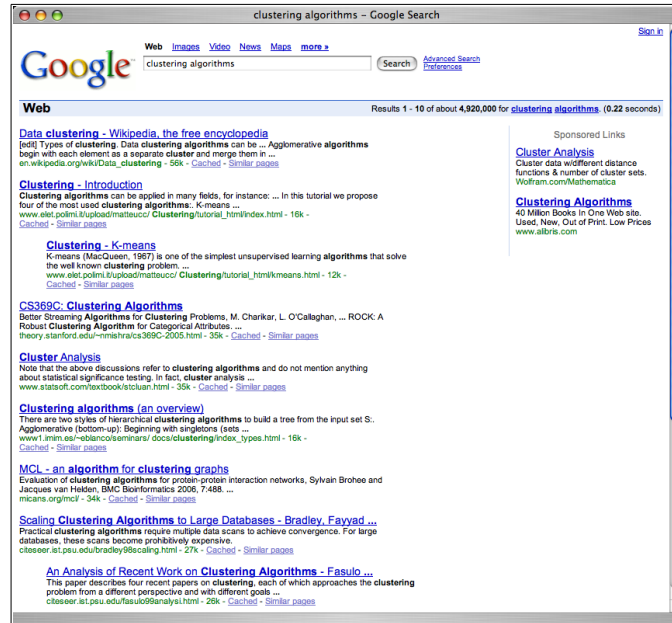 clustering algorithms - Google Search
Sign in
Web Images Video News Maps more »
Google
clustering algorithms
Search
Advanced Search
Preferences
Web
Results 1 - 10 of about 4,920,000 for clustering algorithms. (0.22 seconds)
Data clustering - Wikipedia, the free encyclopedia
[edit] Types of clustering. Data clustering algorithms can be ... Agglomerative algorithms
begin with each element as a separate cluster and merge them in ...
en.wikipedia.org/wiki/Data_clustering - 56k - Cached - Similar pages
Clustering - Introduction
Clustering algorithms can be applied in many fields, for instance: ... In this tutorial we propose
four of the most used clustering algorithms:. K-means ...
www.elet.polimi.it/upload/matteucc/ Clustering/tutorial_html/index.html - 16k -
Cached - Similar pages
Clustering - K-means
K-means (MacQueen, 1967) is one of the simplest unsupervised learning algorithms that solve
the well known clustering problem. ...
www.elet.polimi.it/upload/matteucc/ Clustering/tutorial_html/kmeans.html - 12k -
Cached - Similar pages
CS369C: Clustering Algorithms
Better Streaming Algorithms for Clustering Problems, M. Charikar, L. O'Callaghan, ... ROCK: A
Robust Clustering Algorithm for Categorical Attributes. ...
theory.stanford.edu/~nmishra/cs369C-2005.html - 35k - Cached - Similar pages
Cluster Analysis
Note that the above discussions refer to clustering algorithms and do not mention anything
about statistical significance testing. In fact, cluster analysis ...
www.statsoft.com/textbook/stcluan.html - 35k - Cached - Similar pages
Clustering algorithms (an overview)
There are two styles of hierarchical clustering algorithms to build a tree from the input set S:.
Agglomerative (bottom-up): Beginning with singletons (sets ...
www1.imim.es/~eblanco/seminars/ docs/clustering/index_types.html - 16k -
Cached - Similar pages
MCL - an algorithm for clustering graphs
Evaluation of clustering algorithms for protein-protein interaction networks, Sylvain Brohee and
Jacques van Helden, BMC Bioinformatics 2006, 7:488. ...
micans.org/mcl/ - 34k - Cached - Similar pages
Scaling Clustering Algorithms to Large Databases - Bradley, Fayyad ...
Practical clustering algorithms require multiple data scans to achieve convergence. For large
databases, these scans become prohibitively expensive.
citeseer.ist.psu.edu/bradley98scaling.html - 27k - Cached - Similar pages
An Analysis of Recent Work on Clustering Algorithms - Fasulo ...
This paper describes four recent papers on clustering, each of which approaches the clustering
problem from a different perspective and with different goals ...
citeseer.ist.psu.edu/fasulo99analysi.html - 26k - Cached - Similar pages
Sponsored Links
Cluster Analysis
Cluster data w/different distance
functions & number of cluster sets.
Wolfram.com/Mathematica
Clustering Algorithms
40 Million Books In One Web site.
Used, New, Out of Print. Low Prices
www.alibris.com